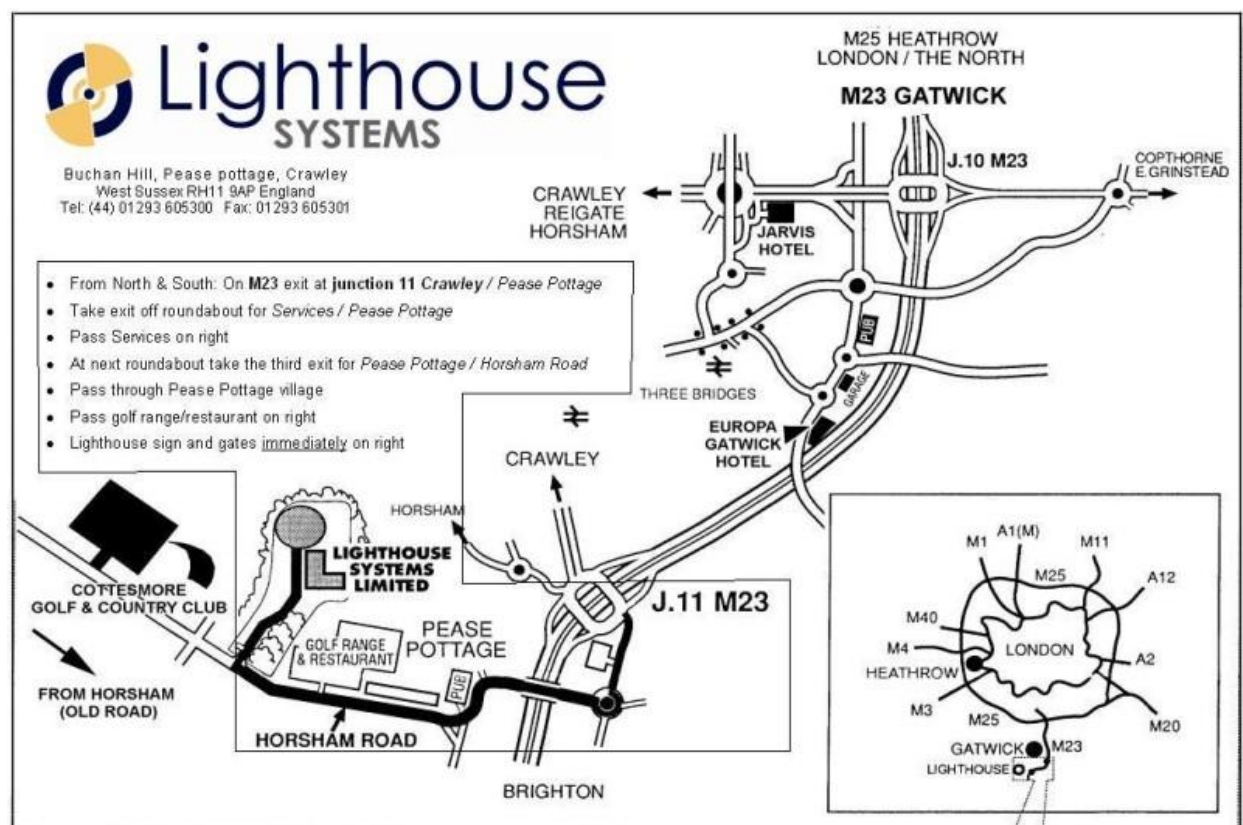 Lighthouse
SYSTEMS
Buchan Hill, Pease pottage, Crawley
West Sussex RH11 9AP England
Tel: (44) 01293 605300 Fax: 01293 605301
• From North & South: On M23 exit at junction 11 Crawley / Pease Pottage
• Take exit off roundabout for Services / Pease Pottage
• Pass Services on right
• At next roundabout take the third exit for Pease Pottage / Horsham Road
• Pass through Pease Pottage village
• Pass golf range/restaurant on right
• Lighthouse sign and gates immediately on right
M25 HEATHROW
LONDON / THE NORTH
M23 GATWICK
J.10 M23
COPTHORNE
E.GRINSTEAD
CRAWLEY
REIGATE
HORSHAM
JARVIS
HOTEL
PUB
GARAGE
THREE BRIDGES
EUROPA
GATWICK
HOTEL
CRAWLEY
HORSHAM
LIGHTHOUSE
SYSTEMS
LIMITED
J.11 M23
COTTESMORE
GOLF & COUNTRY CLUB
GOLF RANGE
& RESTAURANT
PEASE
POTTAGE
PUB
FROM HORSHAM
(OLD ROAD)
HORSHAM ROAD
BRIGHTON
M1
A1(M)
M11
M25
A12
M40
M4
LONDON
HEATHROW
A2
M3
M25
M20
GATWICK
M23
LIGHTHOUSE